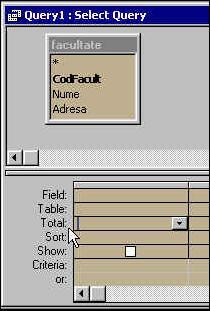 Query1 : Select Query
facultate
*
CodFacult
Nume
Adresa
Field:
Table:
Total:
Sort:
Show:
Criteria:
or: